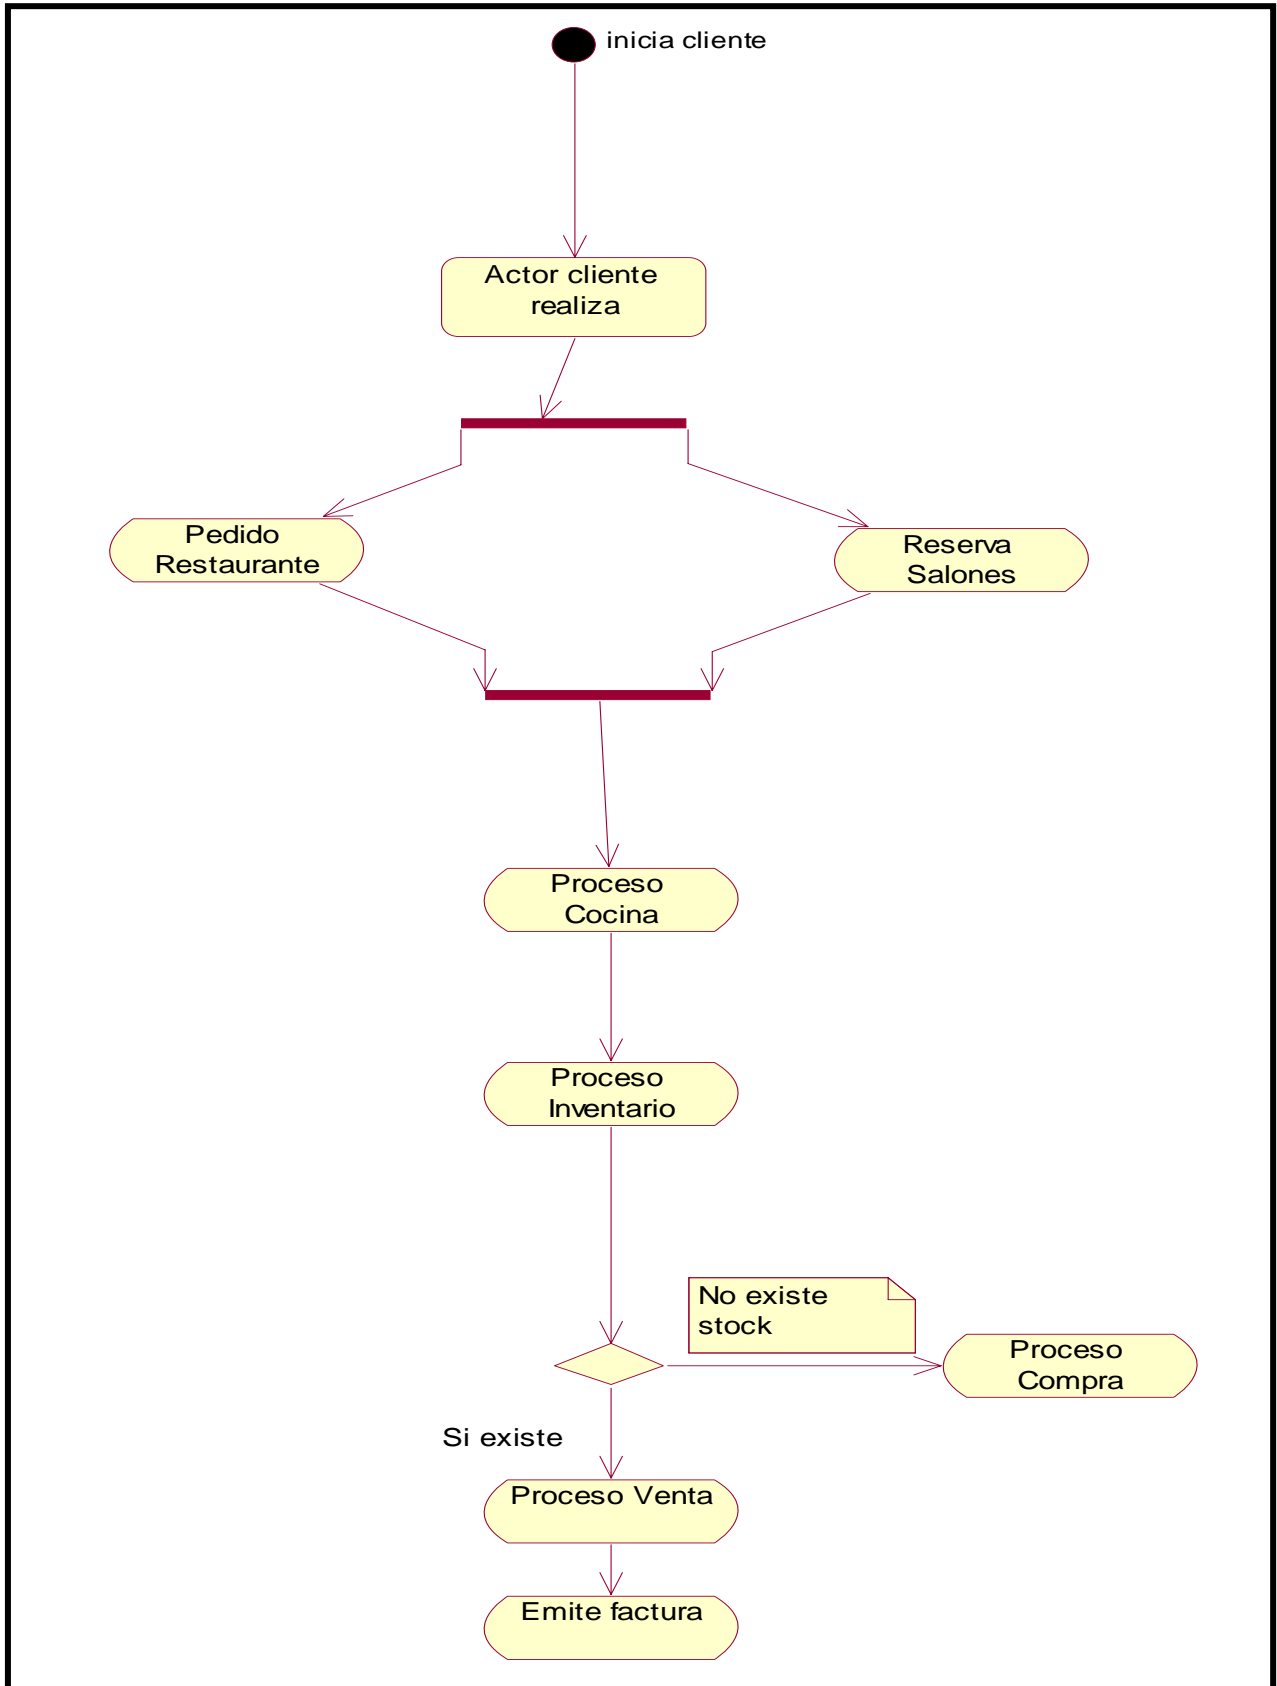 inicia cliente
Actor cliente
realiza
Pedido
Restaurante
Reserva
Salones
Proceso
Cocina
Proceso
Inventario
No existe
stock
Proceso
Compra
Si existe
Proceso Venta
Emite factura